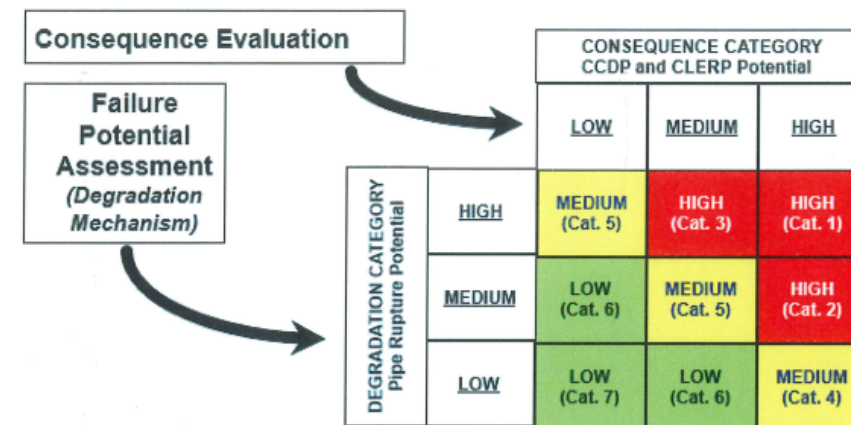 Consequence Evaluation
Failure
Potential
Assessment
(Degradation
Mechanism)
CONSEQUENCE CATEGORY
CCDP and CLERP Potential
LOW MEDIUM HIGH
DEGRADATION CATEGORY
Pipe Rupture Potential
HIGH
MEDIUM
(Cat. 5)
HIGH
(Cat. 3)
HIGH
(Cat. 1)
MEDIUM
LOW
(Cat. 6)
MEDIUM
(Cat. 5)
HIGH
(Cat. 2)
LOW
LOW
(Cat. 7)
LOW
(Cat. 6)
MEDIUM
(Cat. 4)